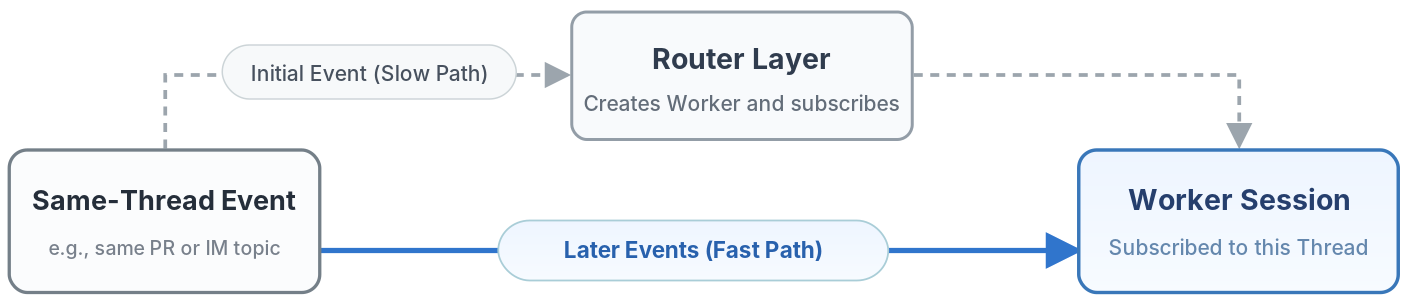 Initial Event (Slow Path)
Router Layer
Creates Worker and subscribes
Same-Thread Event
e.g., same PR or IM topic
Later Events (Fast Path)
Worker Session
Subscribed to this Thread